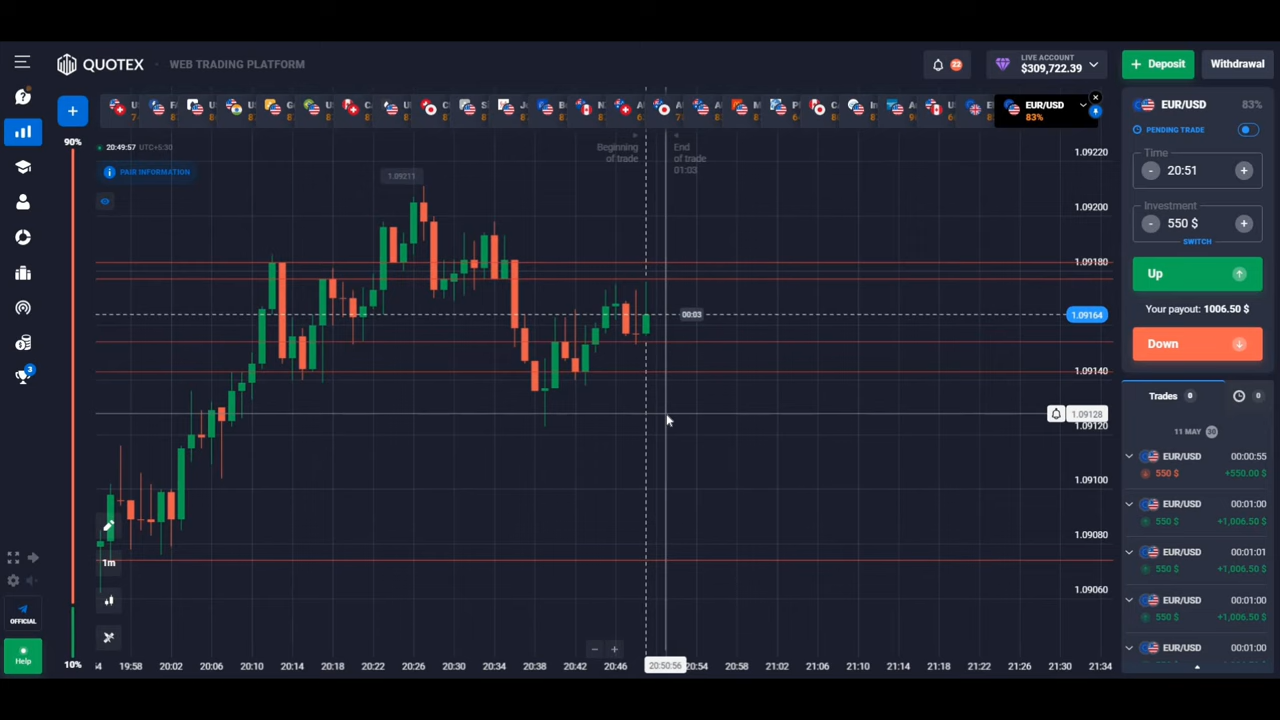 QUOTEX
WEB TRADING PLATFORM
22
LIVE ACCOUNT
$309,722.39
Deposit
Withdrawal
EUR/USD
83%
EUR/USD 83%
90%
20:49:57 UTC+5:30
PAIR INFORMATION
Beginning
of trade
End
of trade
01:03
1.09211
00:03
1.09220
1.09200
1.09180
1.09164
1.09140
1.09128
1.09120
1.09100
1.09080
1.09060
PENDING TRADE
Time
- 20:51 +
Investment
- 550 $ +
SWITCH
Up
Your payout: 1006.50 $
Down
Trades 0
0
11 MAY 30
EUR/USD 00:00:55
550 $ +550.00 $
EUR/USD 00:01:00
550 $ +1,006.50 $
EUR/USD 00:01:01
550 $ +1,006.50 $
EUR/USD 00:01:00
550 $ +1,006.50 $
EUR/USD 00:01:00
3
1m
OFFICIAL
Help
10%
19:58 20:02 20:06 20:10 20:14 20:18 20:22 20:26 20:30 20:34 20:38 20:42 20:46 20:50:56 20:54 20:58 21:02 21:06 21:10 21:14 21:18 21:22 21:26 21:30 21:34